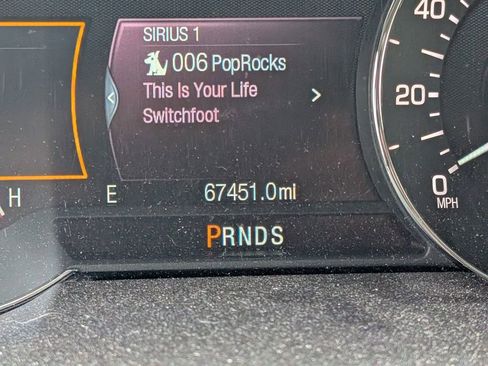 SIRIUS 1
006 PopRocks
This Is Your Life
Switchfoot
40
20
0
MPH
H
E
67451.0mi
PRNDS